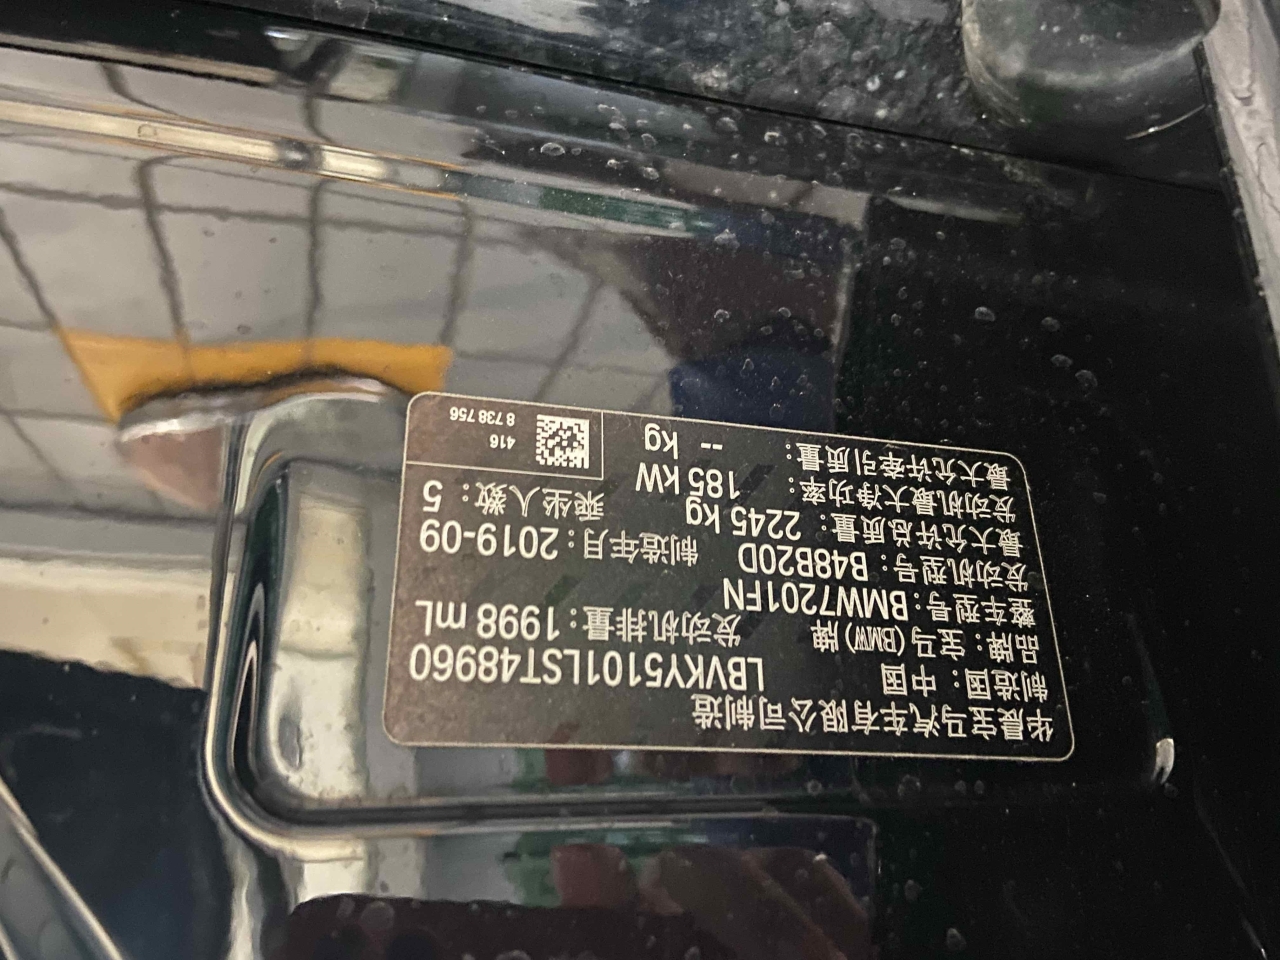 华晨宝马汽车有限公司制造
制造国：中国 LBVKY5101LST48960
品牌：宝马(BMW)牌 发动机排量：1998 mL
整车型号：BMW7201FN
发动机型号：B48B20D 制造年月：2019-09
最大允许总质量：2245 kg 乘坐人数：5
发动机最大净功率：185 kW
最大允许牵引质量：-- kg
416
8 738 756